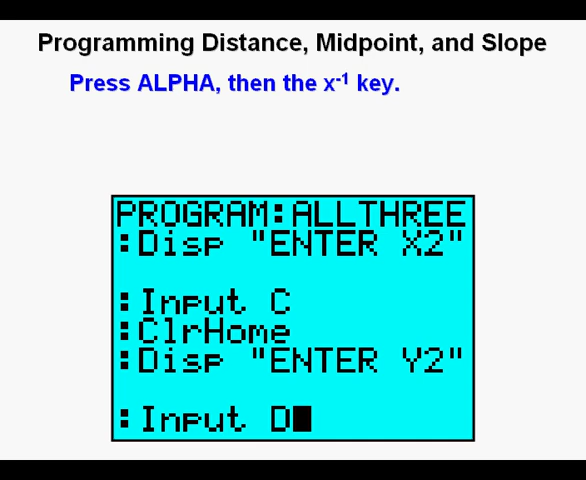 Programming Distance, Midpoint, and Slope
Press ALPHA, then the x⁻¹ key.
PROGRAM:ALLTHREE
:Disp "ENTER X2"
:Input C
:ClrHome
:Disp "ENTER Y2"
:Input D